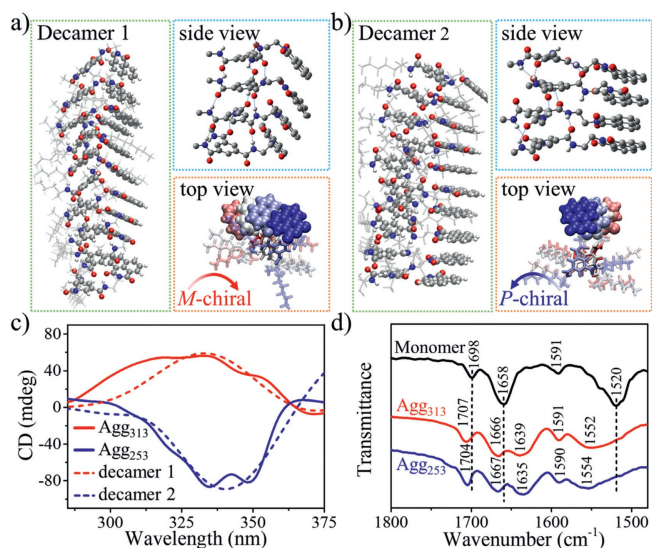 a)
Decamer 1
side view
top view
M-chiral
b)
Decamer 2
side view
top view
P-chiral
c)
CD (mdeg)
80
40
0
-40
-80
Agg313
Agg253
decamer 1
decamer 2
300 325 350 375
Wavelength (nm)
d)
Transmittance
Monomer
1698
1658
1591
1520
Agg313
1707
1666
1639
1591
1552
Agg253
1704
1667
1635
1590
1554
1800 1700 1600 1500
Wavenumber (cm⁻¹)